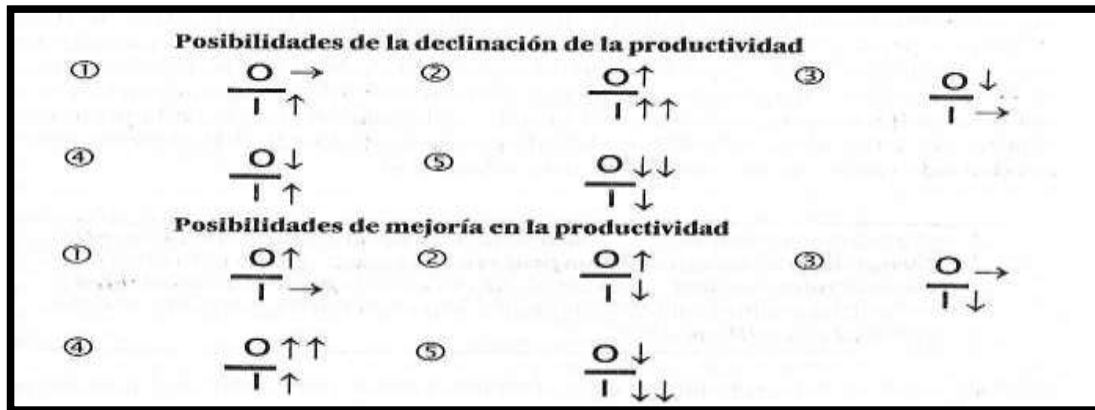 Posibilidades de la declinación de la productividad
① O → ② O ↑ ③ O ↓
I ↑ I ↑↑ I →
④ O ↓ ⑤ O ↓↓
I ↑ I ↓
Posibilidades de mejoría en la productividad
① O ↑ ② O ↑ ③ O →
I → I ↓ I ↓
④ O ↑↑ ⑤ O ↓
I ↑ I ↓↓